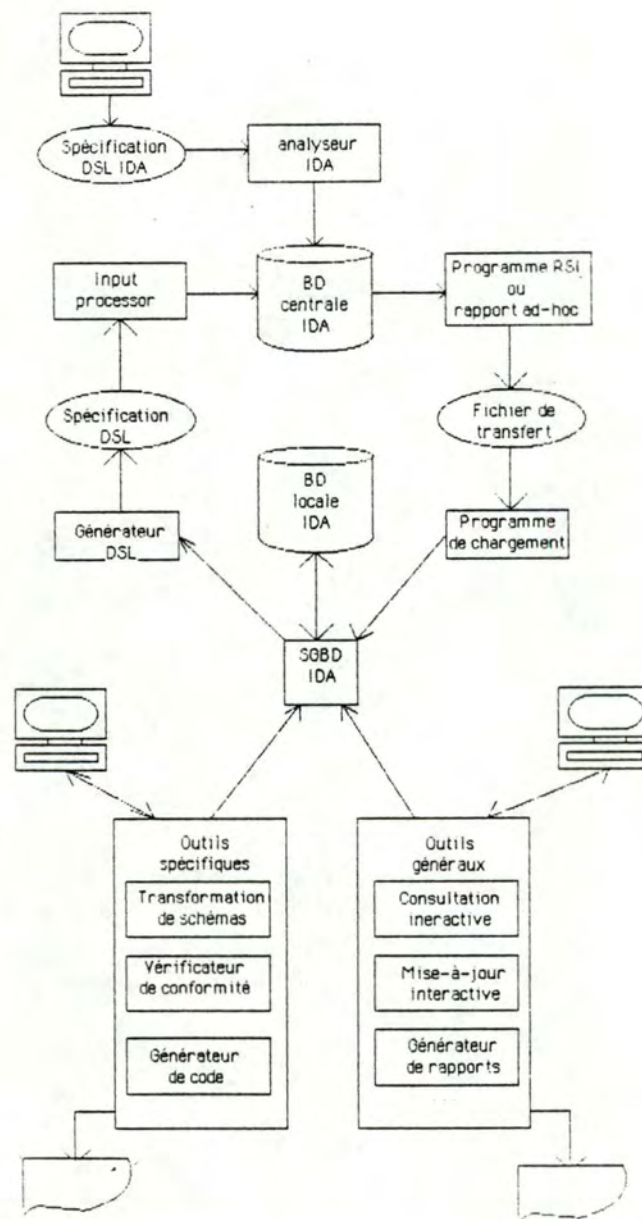 Spécification
DSL IDA
analyseur
IDA
Input
processor
BD
centrale
IDA
Programme RSI
ou
rapport ad-hoc
Spécification
DSL
Fichier de
transfert
BD
locale
IDA
Générateur
DSL
Programme
de chargement
SGBD
IDA
Outils
spécifiques
Transformation
de schémas
Vérificateur
de conformité
Générateur
de code
Outils
généraux
Consultation
ineractive
Mise-à-jour
interactive
Générateur
de rapports